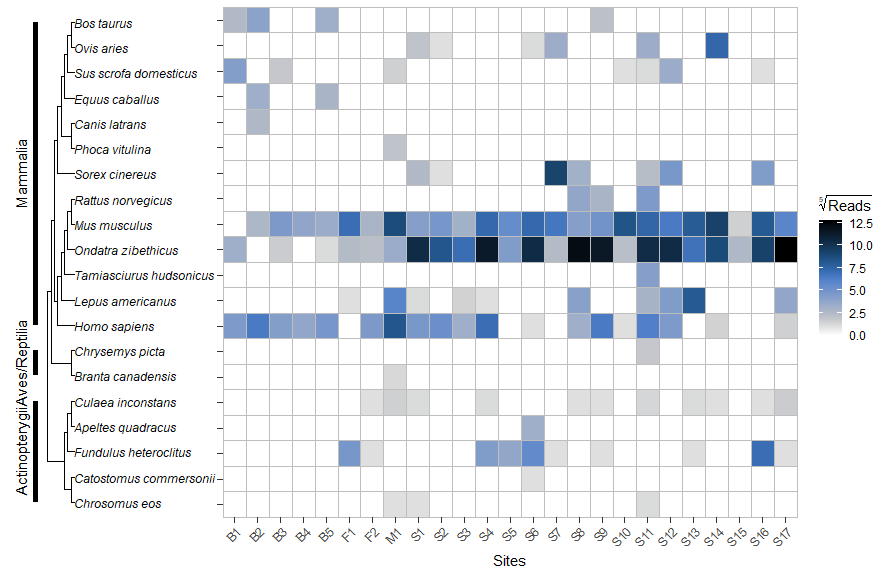 Mammalia
Aves/Reptilia
Actinopterygii
Bos taurus
Ovis aries
Sus scrofa domesticus
Equus caballus
Canis latrans
Phoca vitulina
Sorex cinereus
Rattus norvegicus
Mus musculus
Ondatra zibethicus
Tamiasciurus hudsonicus
Lepus americanus
Homo sapiens
Chrysemys picta
Branta canadensis
Culaea inconstans
Apeltes quadracus
Fundulus heteroclitus
Catostomus commersonii
Chrosomus eos
B1 B2 B3 B4 B5 F1 F2 M1 S1 S2 S3 S4 S5 S6 S7 S8 S9 S10 S11 S12 S13 S14 S15 S16 S17
Sites
√Reads
12.5
10.0
7.5
5.0
2.5
0.0